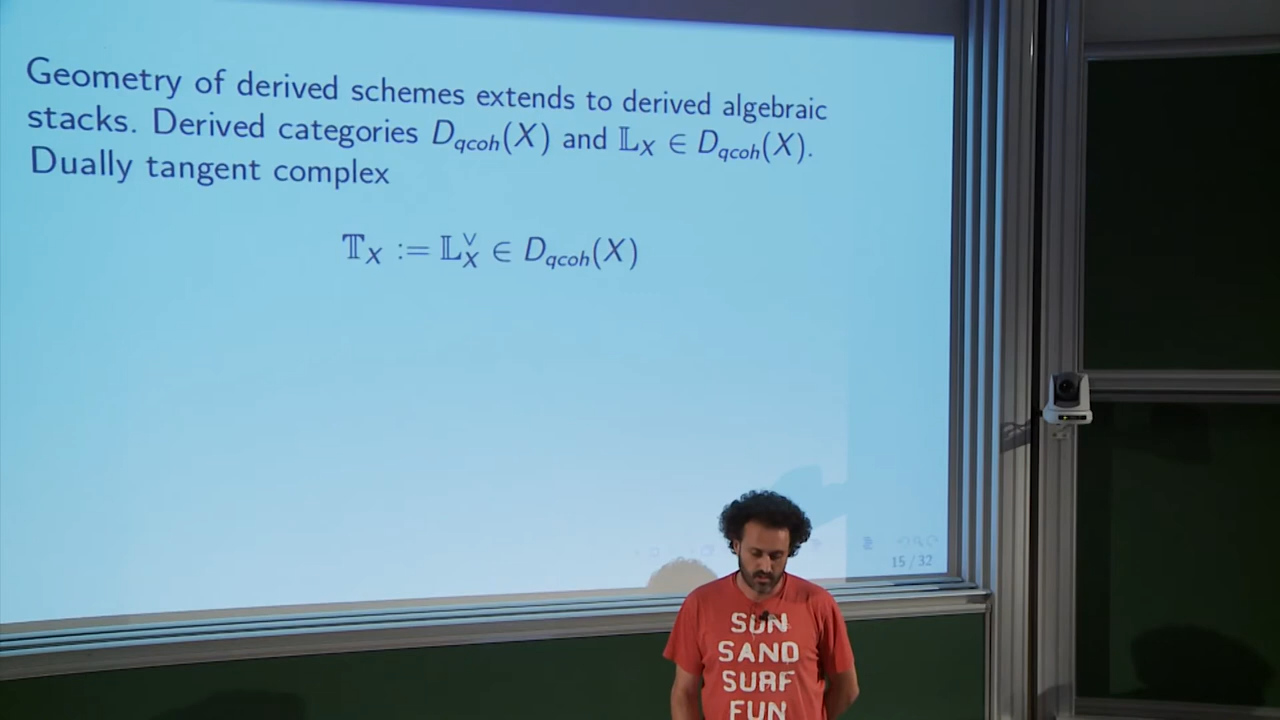 Geometry of derived schemes extends to derived algebraic
stacks. Derived categories D_{qcoh}(X) and 𝕃_X ∈ D_{qcoh}(X).
Dually tangent complex
𝕋_X := 𝕃_X^∨ ∈ D_{qcoh}(X)
15 / 32
SUN
SAND
SURF
FUN